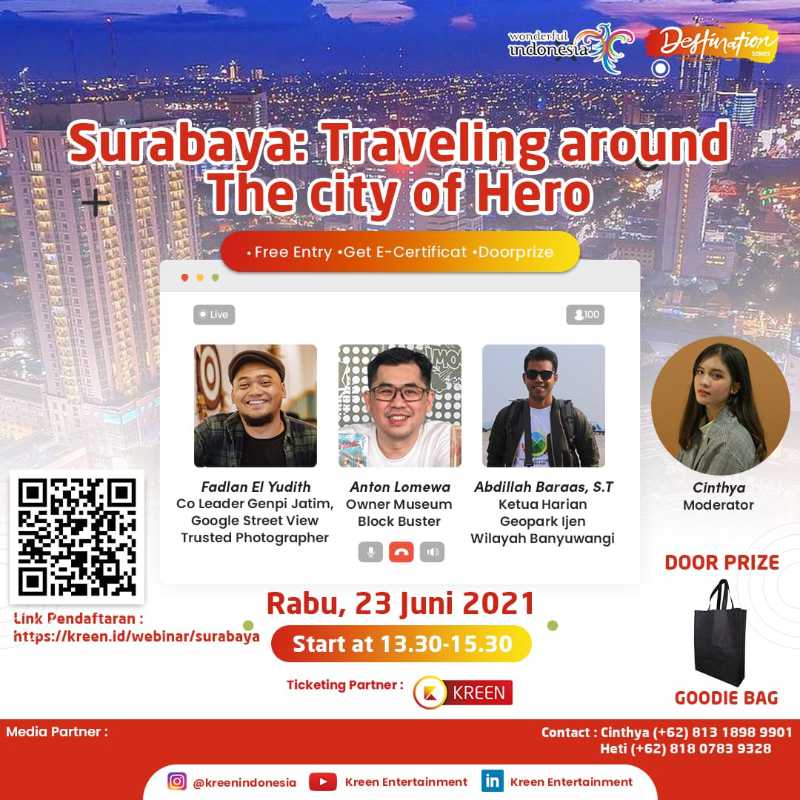 wonderful
indonesia
Destination
SERIES
Surabaya: Traveling around
The city of Hero
• Free Entry •Get E-Certificat •Doorprize
Live
100
Fadlan El Yudith
Co Leader Genpi Jatim,
Google Street View
Trusted Photographer
Anton Lomewa
Owner Museum
Block Buster
Abdillah Baraas, S.T
Ketua Harian
Geopark Ijen
Wilayah Banyuwangi
Cinthya
Moderator
Link Pendaftaran :
https://kreen.id/webinar/surabaya
Rabu, 23 Juni 2021
Start at 13.30-15.30
DOOR PRIZE
GOODIE BAG
Ticketing Partner :
KREEN
Media Partner :
Contact : Cinthya (+62) 813 1898 9901
Heti (+62) 818 0783 9328
@kreenindonesia
Kreen Entertainment
Kreen Entertainment